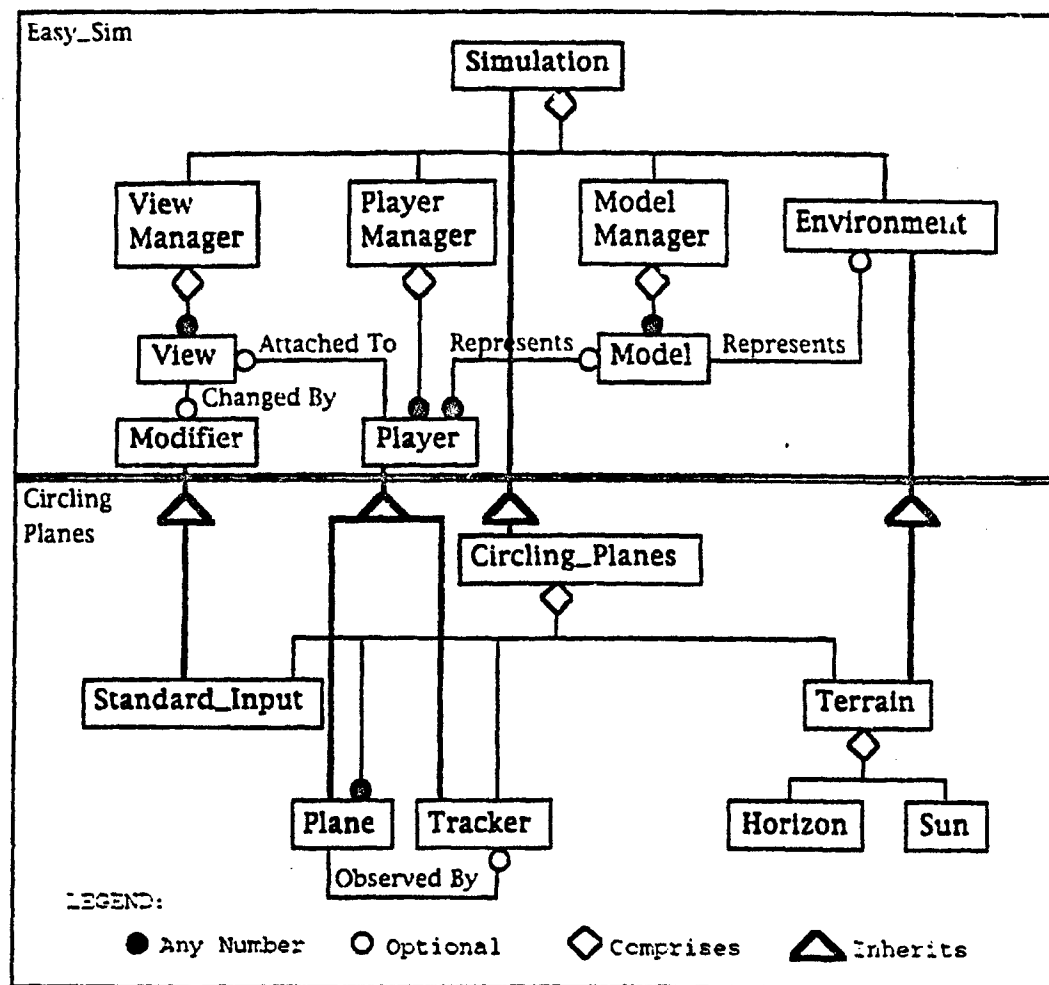 Easy_Sim
Simulation
View
Manager
Player
Manager
Model
Manager
Environment
View
Attached To
Represents
Model
Represents
Changed By
Modifier
Player
Circling
Planes
Circling_Planes
Standard_Input
Terrain
Plane
Tracker
Horizon
Sun
Observed By
LEGEND:
Any Number
Optional
Comprises
Inherits